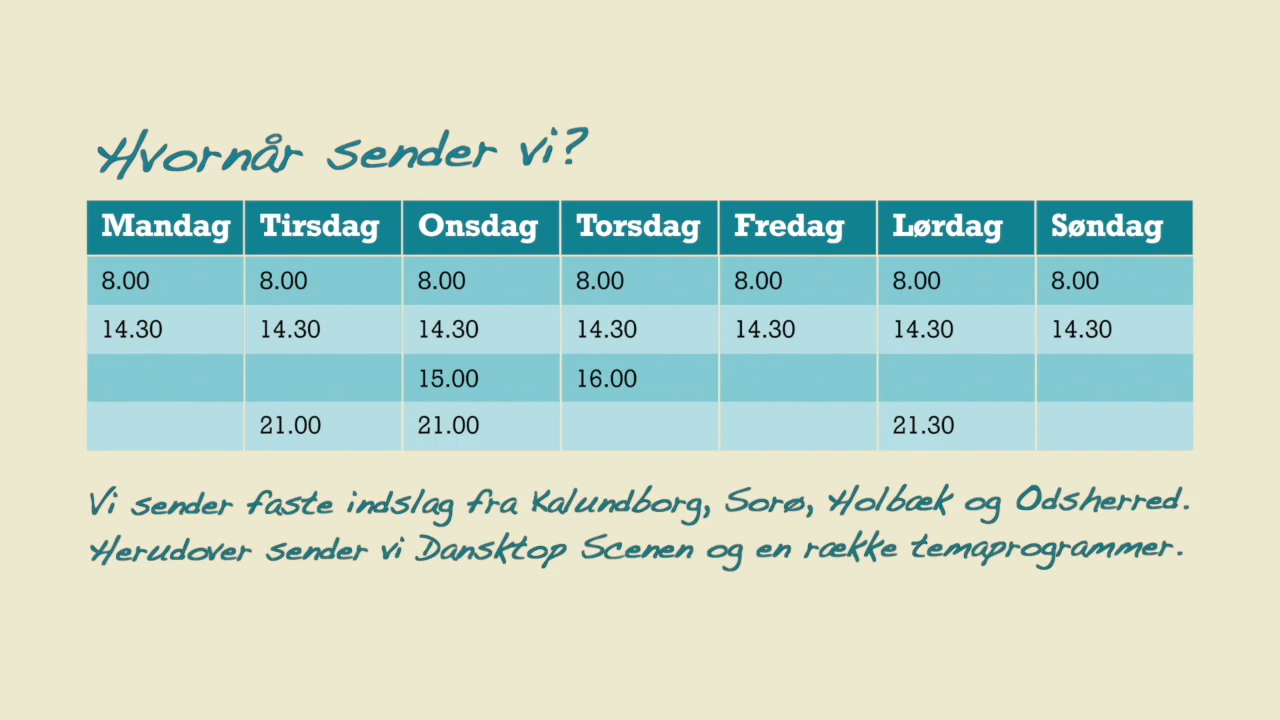 Hvornår sender vi?
Mandag Tirsdag Onsdag Torsdag Fredag Lørdag Søndag
8.00 8.00 8.00 8.00 8.00 8.00 8.00
14.30 14.30 14.30 14.30 14.30 14.30 14.30
15.00 16.00
21.00 21.00 21.30
Vi sender faste indslag fra Kalundborg, Sorø, Holbæk og Odsherred.
Herudover sender vi Dansktop Scenen og en række temaprogrammer.